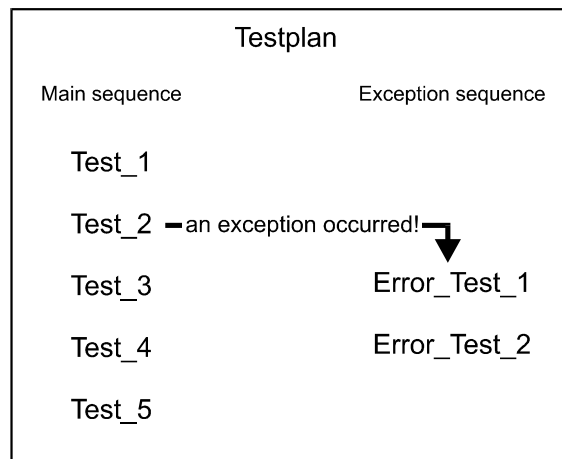 Testplan
Main sequence Exception sequence
Test_1
Test_2 an exception occurred!
Test_3 Error_Test_1
Test_4 Error_Test_2
Test_5